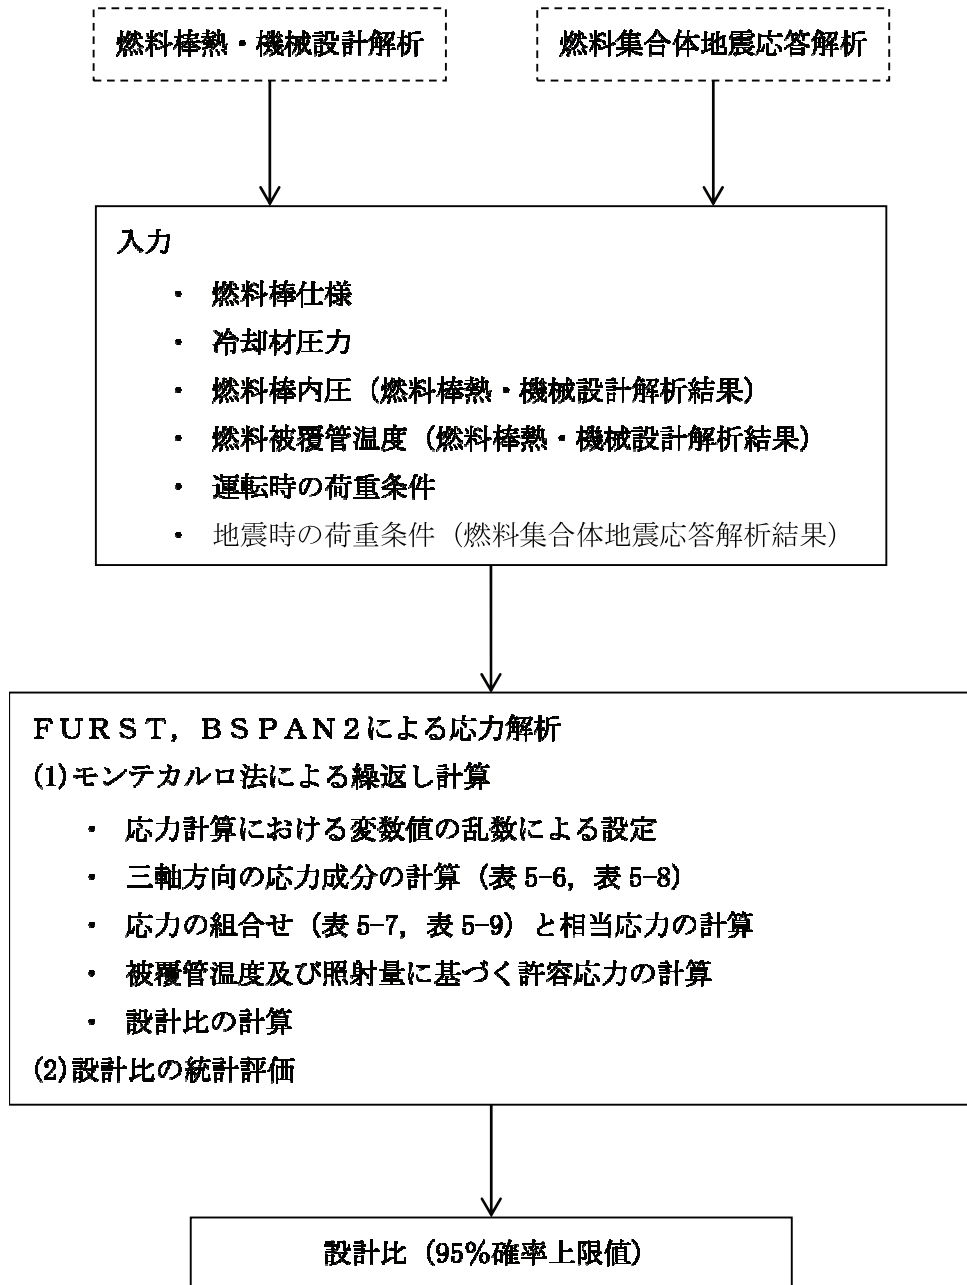 燃料棒熱・機械設計解析
燃料集合体地震応答解析
入力
・ 燃料棒仕様
・ 冷却材圧力
・ 燃料棒内圧（燃料棒熱・機械設計解析結果）
・ 燃料被覆管温度（燃料棒熱・機械設計解析結果）
・ 運転時の荷重条件
・ 地震時の荷重条件（燃料集合体地震応答解析結果）
ＦＵＲＳＴ，ＢＳＰＡＮ２による応力解析
(1)モンテカルロ法による繰返し計算
・ 応力計算における変数値の乱数による設定
・ 三軸方向の応力成分の計算（表 5-6，表 5-8）
・ 応力の組合せ（表 5-7，表 5-9）と相当応力の計算
・ 被覆管温度及び照射量に基づく許容応力の計算
・ 設計比の計算
(2)設計比の統計評価
設計比（95%確率上限値）